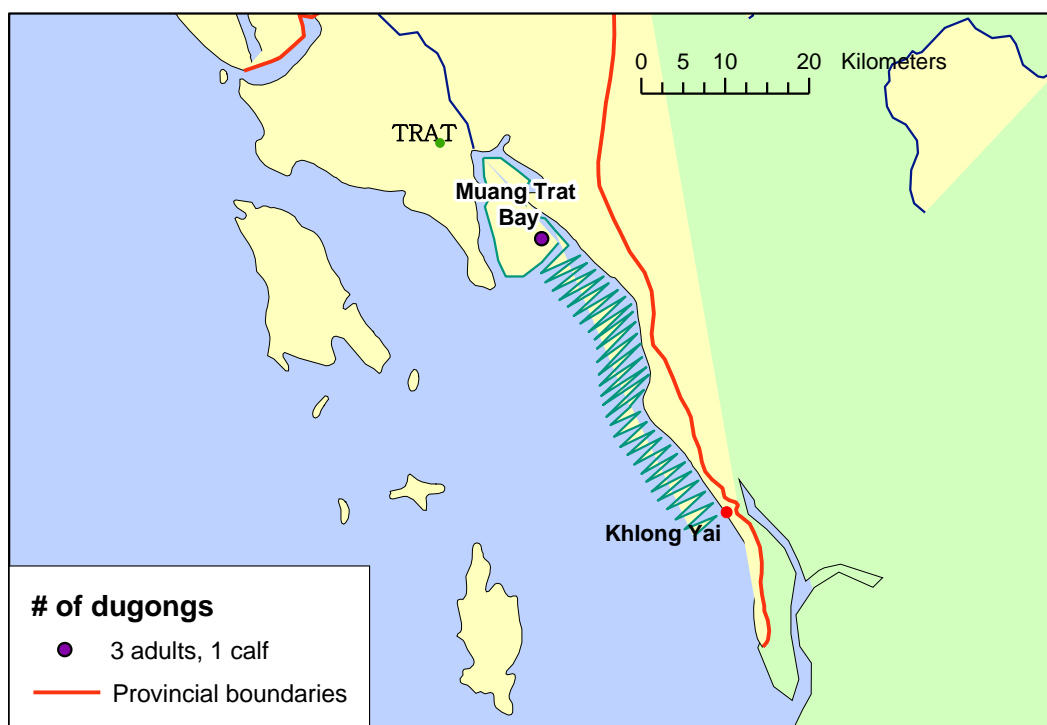 0 5 10 20 Kilometers
TRAT
Muang Trat
Bay
Khlong Yai
# of dugongs
3 adults, 1 calf
Provincial boundaries